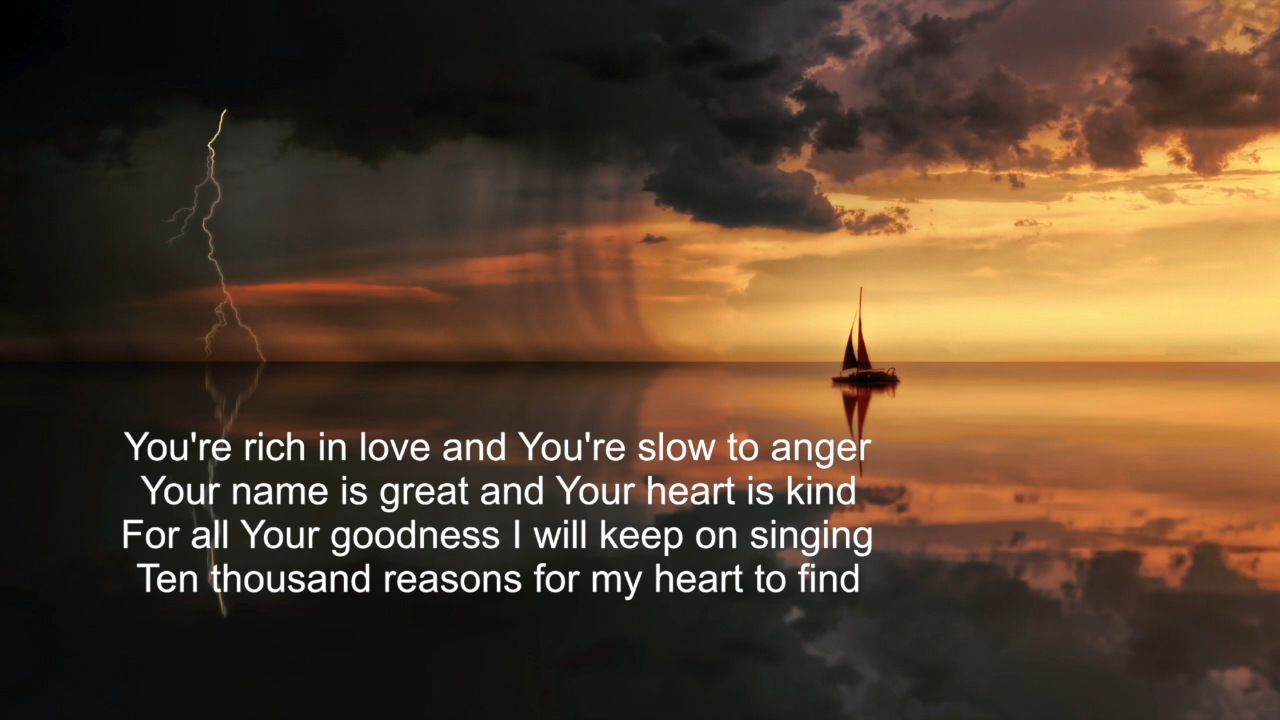 You're rich in love and You're slow to anger
Your name is great and Your heart is kind
For all Your goodness I will keep on singing
Ten thousand reasons for my heart to find